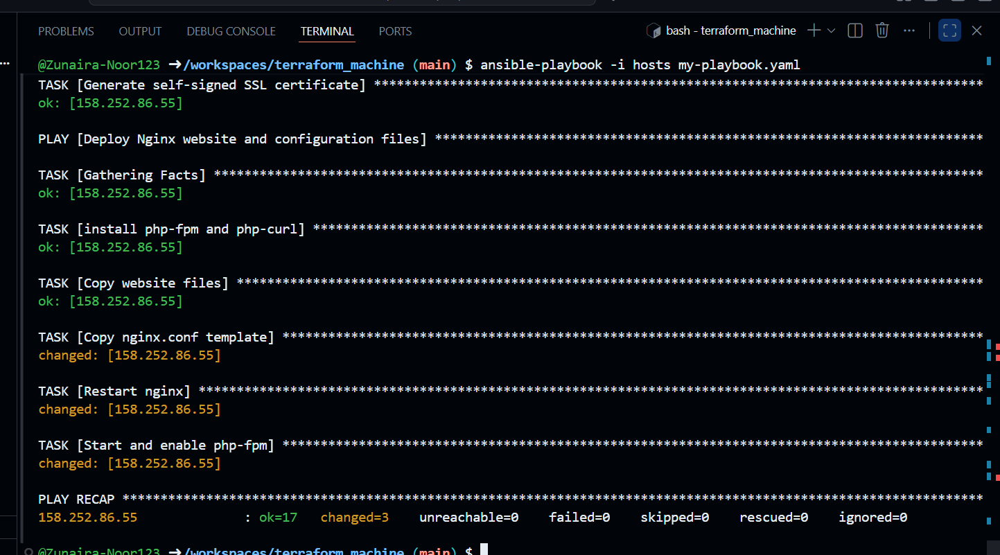 PROBLEMS OUTPUT DEBUG CONSOLE TERMINAL PORTS bash - terraform_machine
@Zunaira-Noor123 ➜/workspaces/terraform_machine (main) $ ansible-playbook -i hosts my-playbook.yaml
TASK [Generate self-signed SSL certificate] ********************************************************************************
ok: [158.252.86.55]
PLAY [Deploy Nginx website and configuration files] ************************************************************************
TASK [Gathering Facts] *****************************************************************************************************
ok: [158.252.86.55]
TASK [install php-fpm and php-curl] ****************************************************************************************
ok: [158.252.86.55]
TASK [Copy website files] **************************************************************************************************
ok: [158.252.86.55]
TASK [Copy nginx.conf template] ********************************************************************************************
changed: [158.252.86.55]
TASK [Restart nginx] *******************************************************************************************************
changed: [158.252.86.55]
TASK [Start and enable php-fpm] ********************************************************************************************
changed: [158.252.86.55]
PLAY RECAP *****************************************************************************************************************
158.252.86.55 : ok=17 changed=3 unreachable=0 failed=0 skipped=0 rescued=0 ignored=0
@Zunaira-Noor123 ➜/workspaces/terraform_machine (main) $